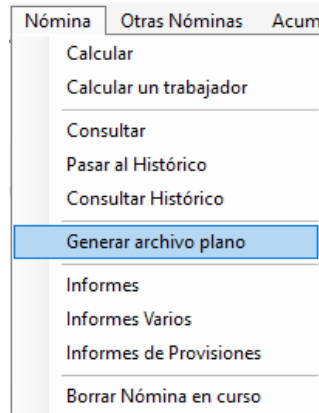 Nómina Otras Nóminas Acum
Calcular
Calcular un trabajador
Consultar
Pasar al Histórico
Consultar Histórico
Generar archivo plano
Informes
Informes Varios
Informes de Provisiones
Borrar Nómina en curso